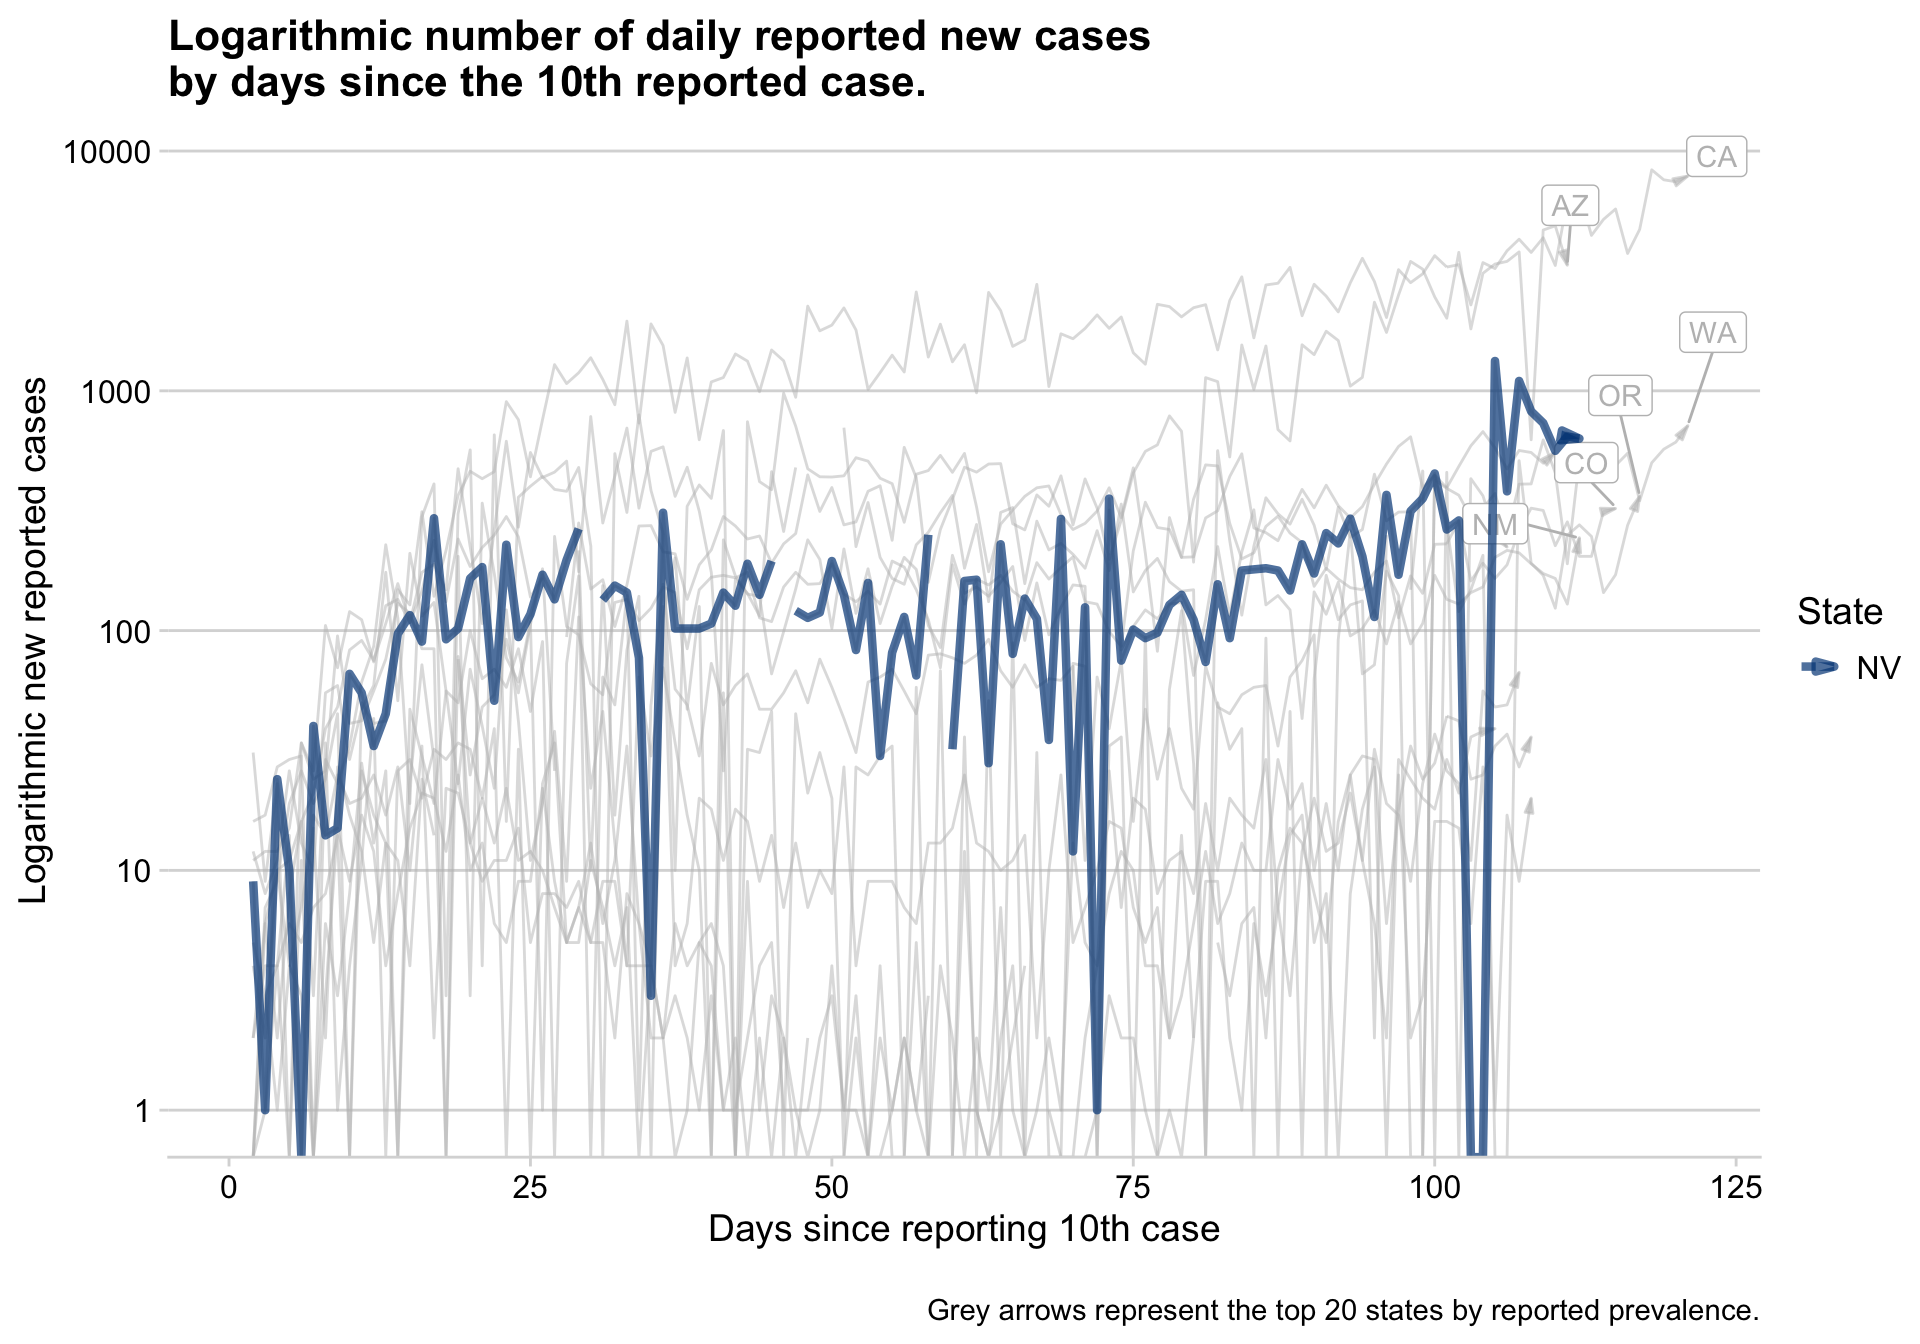 Logarithmic number of daily reported new cases
by days since the 10th reported case.
Logarithmic new reported cases
10000
1000
100
10
1
CA
AZ
WA
OR
CO
NM
State
NV
0 25 50 75 100 125
Days since reporting 10th case
Grey arrows represent the top 20 states by reported prevalence.